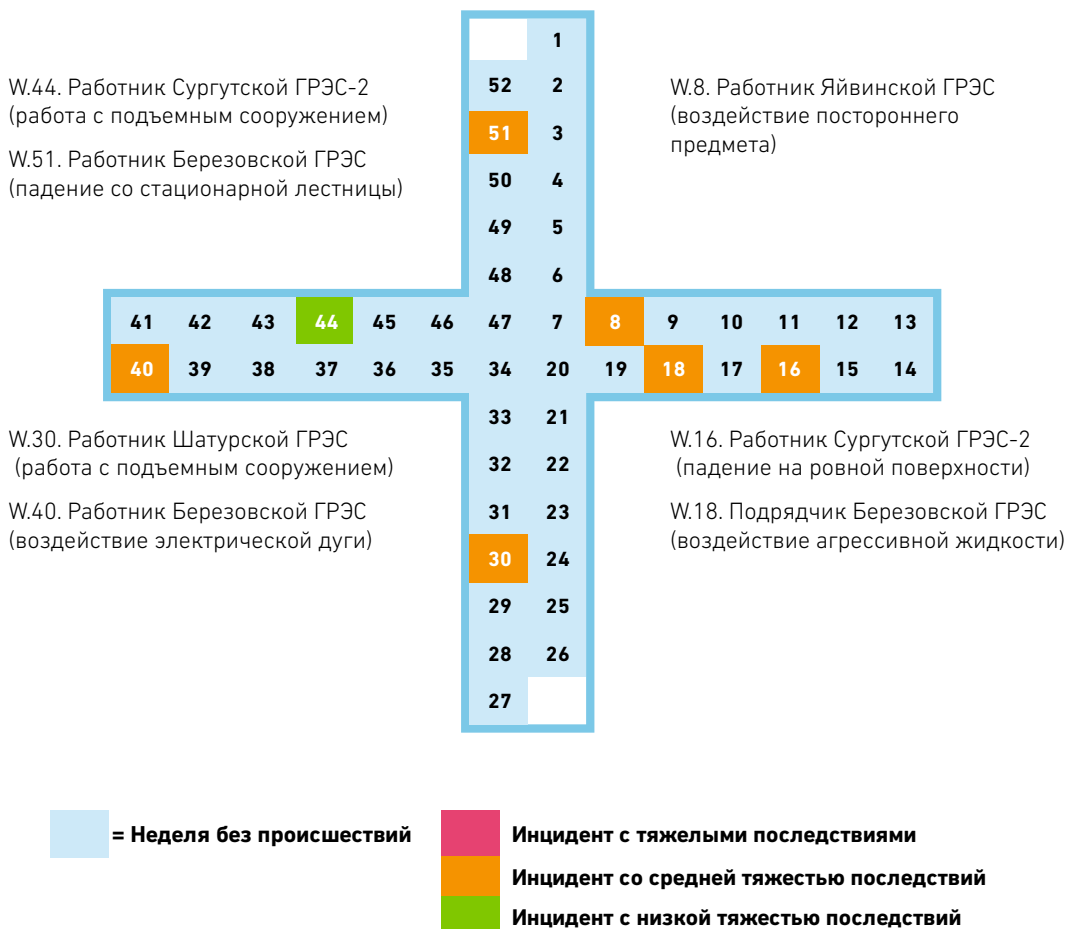 1
W.44. Работник Сургутской ГРЭС-2
(работа с подъемным сооружением)
W.51. Работник Березовской ГРЭС
(падение со стационарной лестницы)
52 2
51 3
50 4
49 5
48 6
W.8. Работник Яйвинской ГРЭС
(воздействие постороннего
предмета)
41 42 43 44 45 46 47 7 8 9 10 11 12 13
40 39 38 37 36 35 34 20 19 18 17 16 15 14
W.30. Работник Шатурской ГРЭС
(работа с подъемным сооружением)
W.40. Работник Березовской ГРЭС
(воздействие электрической дуги)
33 21
32 22
31 23
30 24
29 25
28 26
27
W.16. Работник Сургутской ГРЭС-2
(падение на ровной поверхности)
W.18. Подрядчик Березовской ГРЭС
(воздействие агрессивной жидкости)
= Неделя без происшествий
Инцидент с тяжелыми последствиями
Инцидент со средней тяжестью последствий
Инцидент с низкой тяжестью последствий